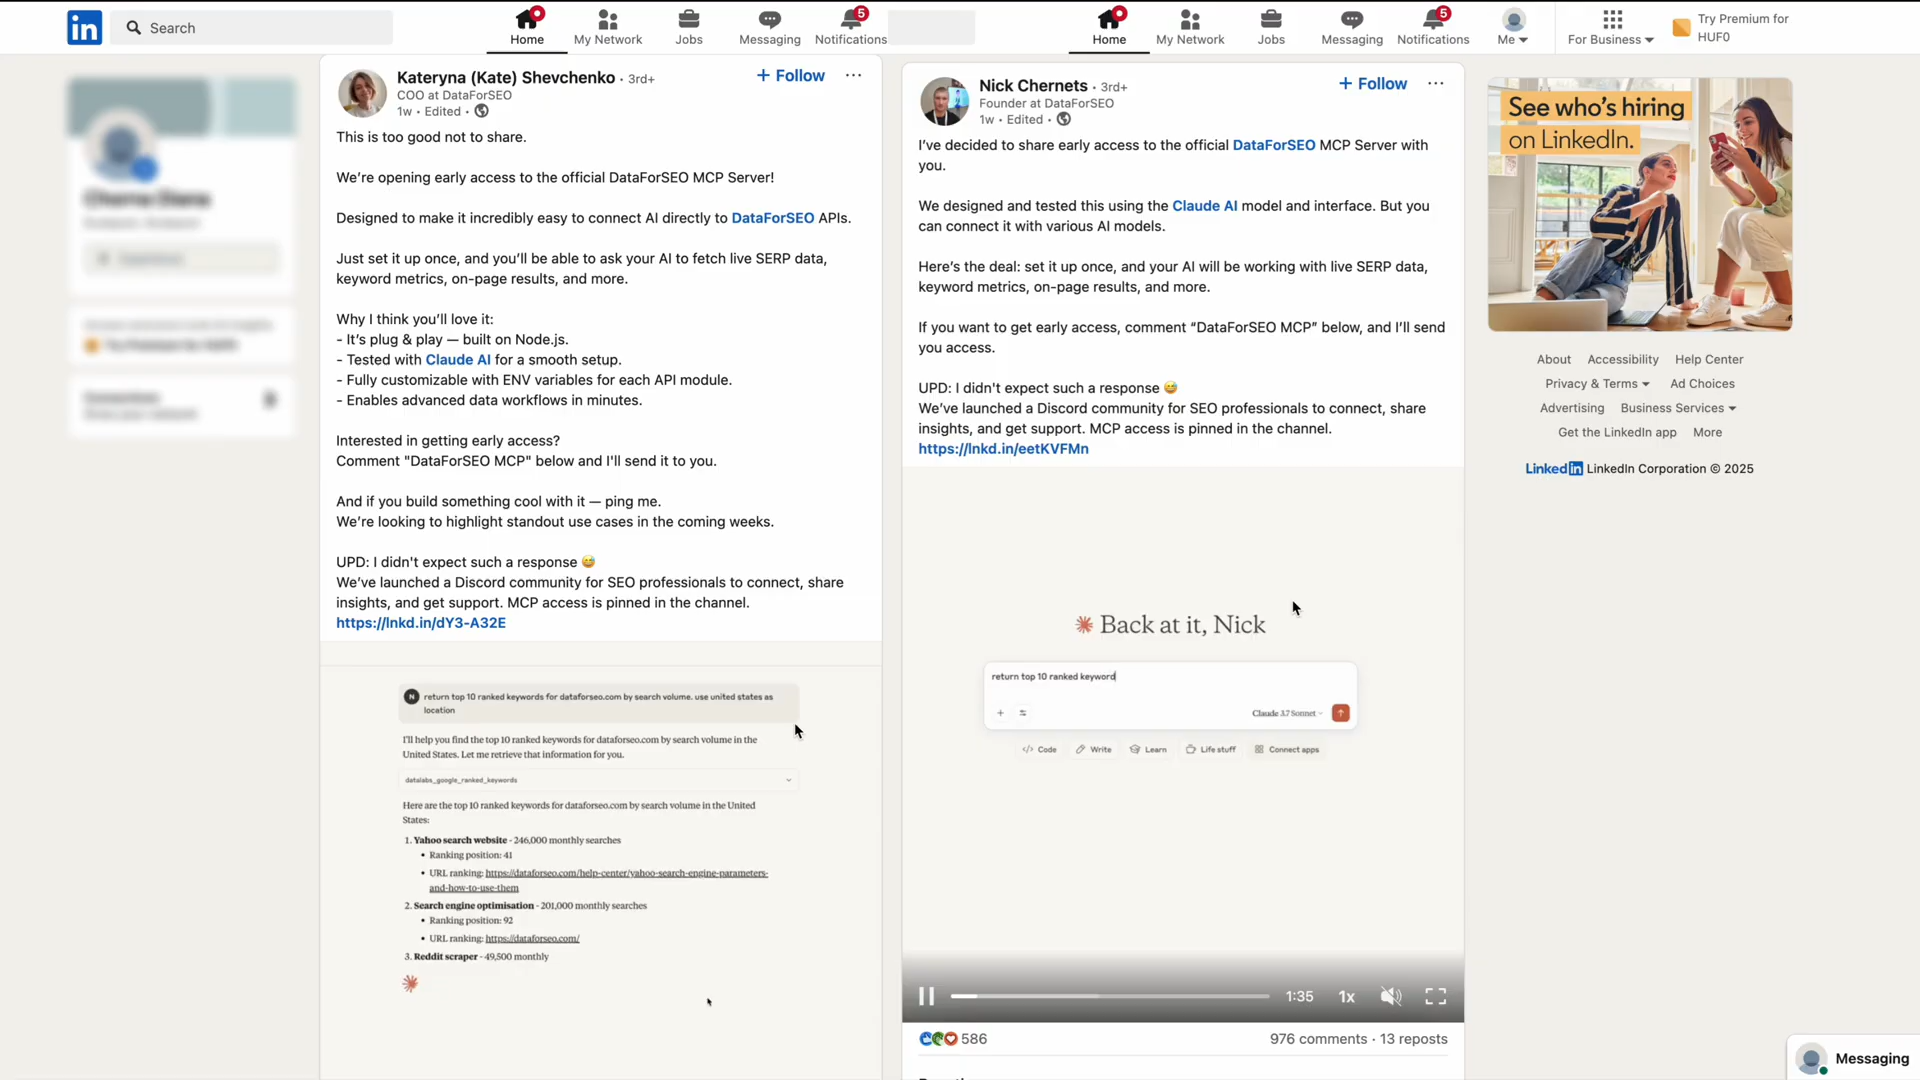 in
Search
Home
My Network
Jobs
Messaging
5
Notifications
Home
My Network
Jobs
Messaging
5
Notifications
Me
For Business
Try Premium for
HUF0
Kateryna (Kate) Shevchenko · 3rd+
COO at DataForSEO
1w · Edited ·
+ Follow
This is too good not to share.
We’re opening early access to the official DataForSEO MCP Server!
Designed to make it incredibly easy to connect AI directly to DataForSEO APIs.
Just set it up once, and you’ll be able to ask your AI to fetch live SERP data,
keyword metrics, on-page results, and more.
Why I think you’ll love it:
- It’s plug & play — built on Node.js.
- Tested with Claude AI for a smooth setup.
- Fully customizable with ENV variables for each API module.
- Enables advanced data workflows in minutes.
Interested in getting early access?
Comment "DataForSEO MCP" below and I'll send it to you.
And if you build something cool with it — ping me.
We’re looking to highlight standout use cases in the coming weeks.
UPD: I didn't expect such a response 😅
We’ve launched a Discord community for SEO professionals to connect, share
insights, and get support. MCP access is pinned in the channel.
https://lnkd.in/dY3-A32E
N
return top 10 ranked keywords for dataforseo.com by search volume. use united states as
location
I'll help you find the top 10 ranked keywords for dataforseo.com by search volume in the
United States. Let me retrieve that information for you.
datalabs_google_ranked_keywords
Here are the top 10 ranked keywords for dataforseo.com by search volume in the United
States:
1. Yahoo search website - 246,000 monthly searches
• Ranking position: 41
• URL ranking: https://dataforseo.com/help-center/yahoo-search-engine-parameters-
and-how-to-use-them
2. Search engine optimisation - 201,000 monthly searches
• Ranking position: 92
• URL ranking: https://dataforseo.com/
3. Reddit scraper - 49,500 monthly
Nick Chernets · 3rd+
Founder at DataForSEO
1w · Edited ·
+ Follow
I’ve decided to share early access to the official DataForSEO MCP Server with
you.
We designed and tested this using the Claude AI model and interface. But you
can connect it with various AI models.
Here’s the deal: set it up once, and your AI will be working with live SERP data,
keyword metrics, on-page results, and more.
If you want to get early access, comment “DataForSEO MCP” below, and I’ll send
you access.
UPD: I didn't expect such a response 😅
We’ve launched a Discord community for SEO professionals to connect, share
insights, and get support. MCP access is pinned in the channel.
https://lnkd.in/eetKVFMn
Back at it, Nick
return top 10 ranked keyword
Claude 3.7 Sonnet
Code
Write
Learn
Life stuff
Connect apps
1:35
1x
586
976 comments · 13 reposts
See who’s hiring
on LinkedIn.
About
Accessibility
Help Center
Privacy & Terms
Ad Choices
Advertising
Business Services
Get the LinkedIn app
More
LinkedIn LinkedIn Corporation © 2025
Messaging